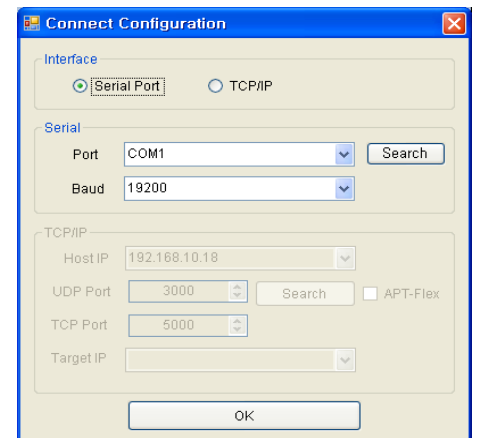 Connect Configuration
Interface
Serial Port TCP/IP
Serial
Port COM1 Search
Baud 19200
TCP/IP
Host IP 192.168.10.18
UDP Port 3000 Search APT-Flex
TCP Port 5000
Target IP
OK